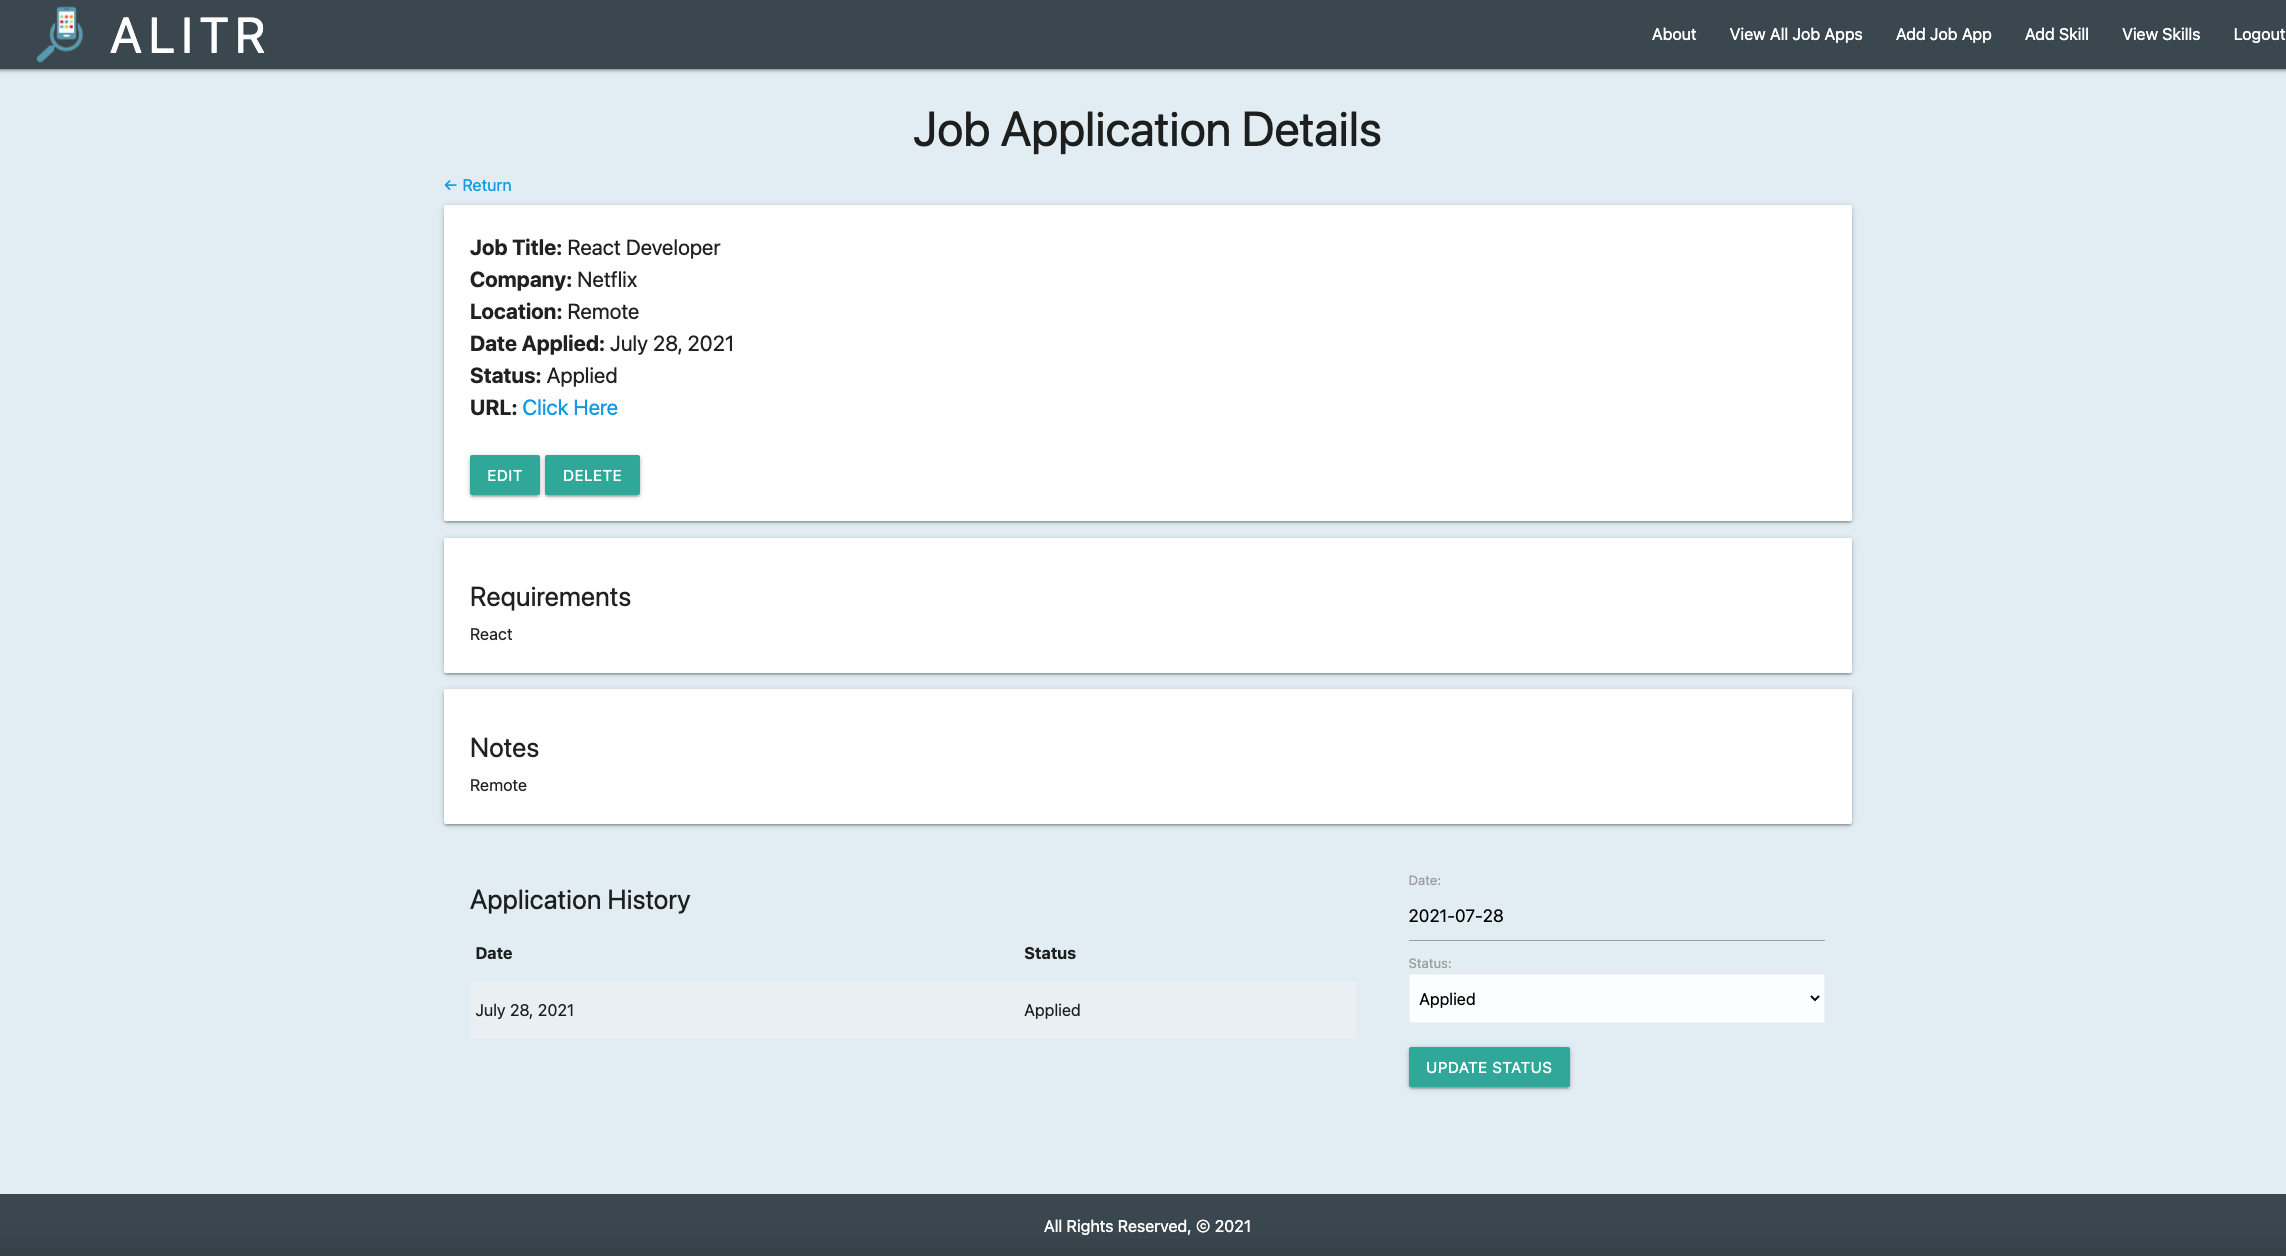 ALITR
About View All Job Apps Add Job App Add Skill View Skills Logout
Job Application Details
← Return
Job Title: React Developer
Company: Netflix
Location: Remote
Date Applied: July 28, 2021
Status: Applied
URL: Click Here
EDIT DELETE
Requirements
React
Notes
Remote
Application History
Date Status
July 28, 2021 Applied
Date:
2021-07-28
Status:
Applied
UPDATE STATUS
All Rights Reserved, © 2021